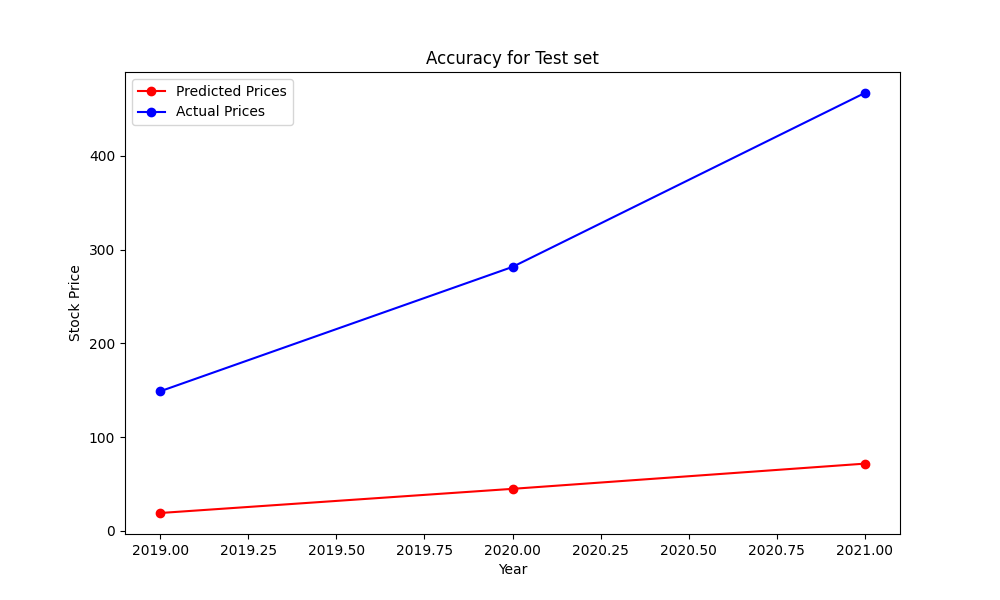 Accuracy for Test set
Predicted Prices
Actual Prices
Stock Price
400
300
200
100
0
2019.00 2019.25 2019.50 2019.75 2020.00 2020.25 2020.50 2020.75 2021.00
Year